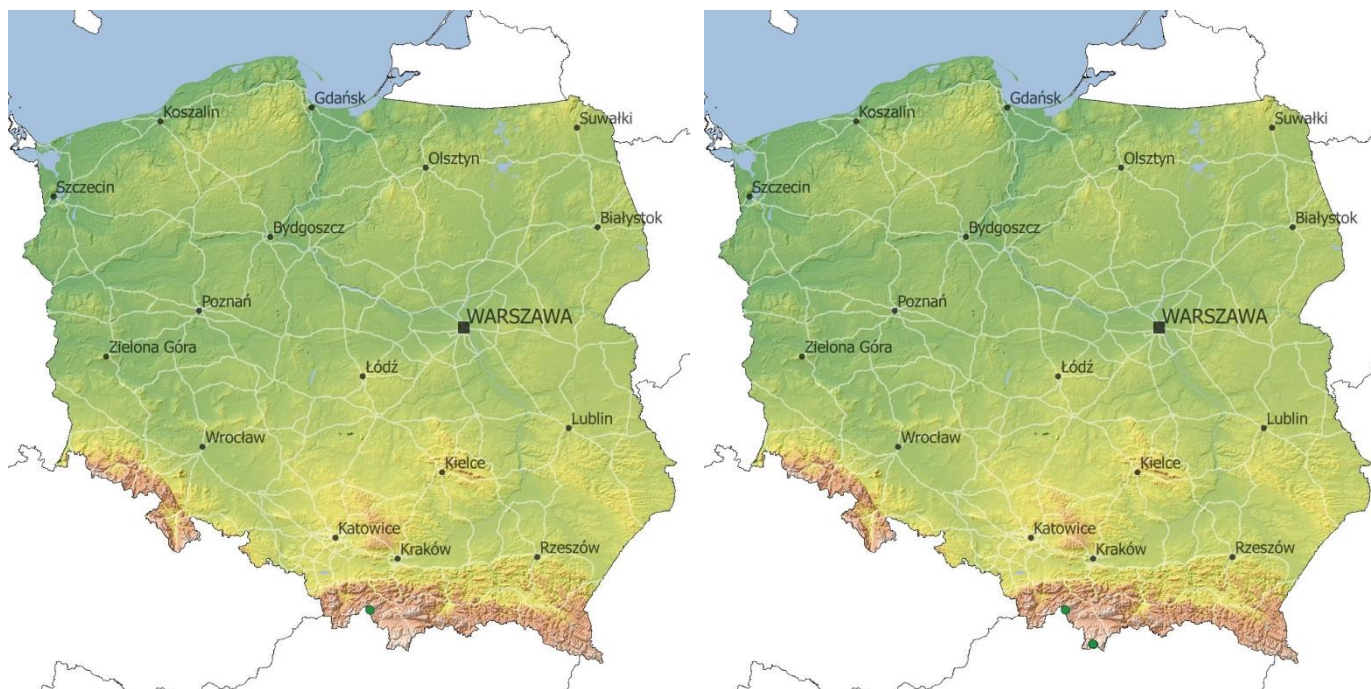 Gdańsk
Koszalin
Suwałki
Olsztyn
Szczecin
Białystok
Bydgoszcz
Poznań
WARSZAWA
Zielona Góra
Łódź
Lublin
Wrocław
Kielce
Katowice
Kraków
Rzeszów
Gdańsk
Koszalin
Suwałki
Olsztyn
Szczecin
Białystok
Bydgoszcz
Poznań
WARSZAWA
Zielona Góra
Łódź
Lublin
Wrocław
Kielce
Katowice
Kraków
Rzeszów